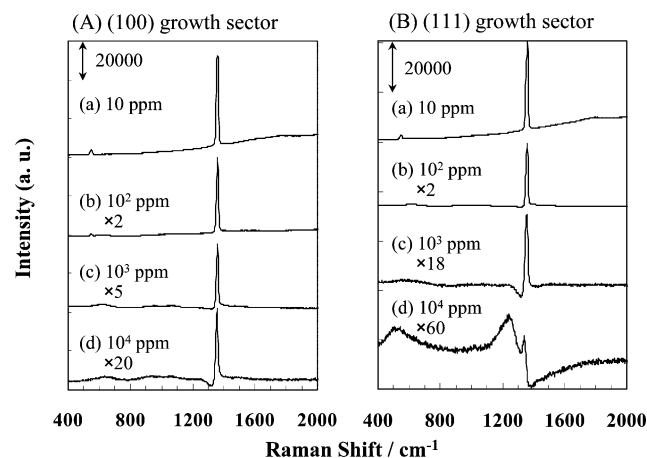 (A) (100) growth sector
20000
(a) 10 ppm
(b) 10² ppm
×2
(c) 10³ ppm
×5
(d) 10⁴ ppm
×20
400 800 1200 1600 2000
(B) (111) growth sector
20000
(a) 10 ppm
(b) 10² ppm
×2
(c) 10³ ppm
×18
(d) 10⁴ ppm
×60
400 800 1200 1600 2000
Intensity (a. u.)
Raman Shift / cm⁻¹